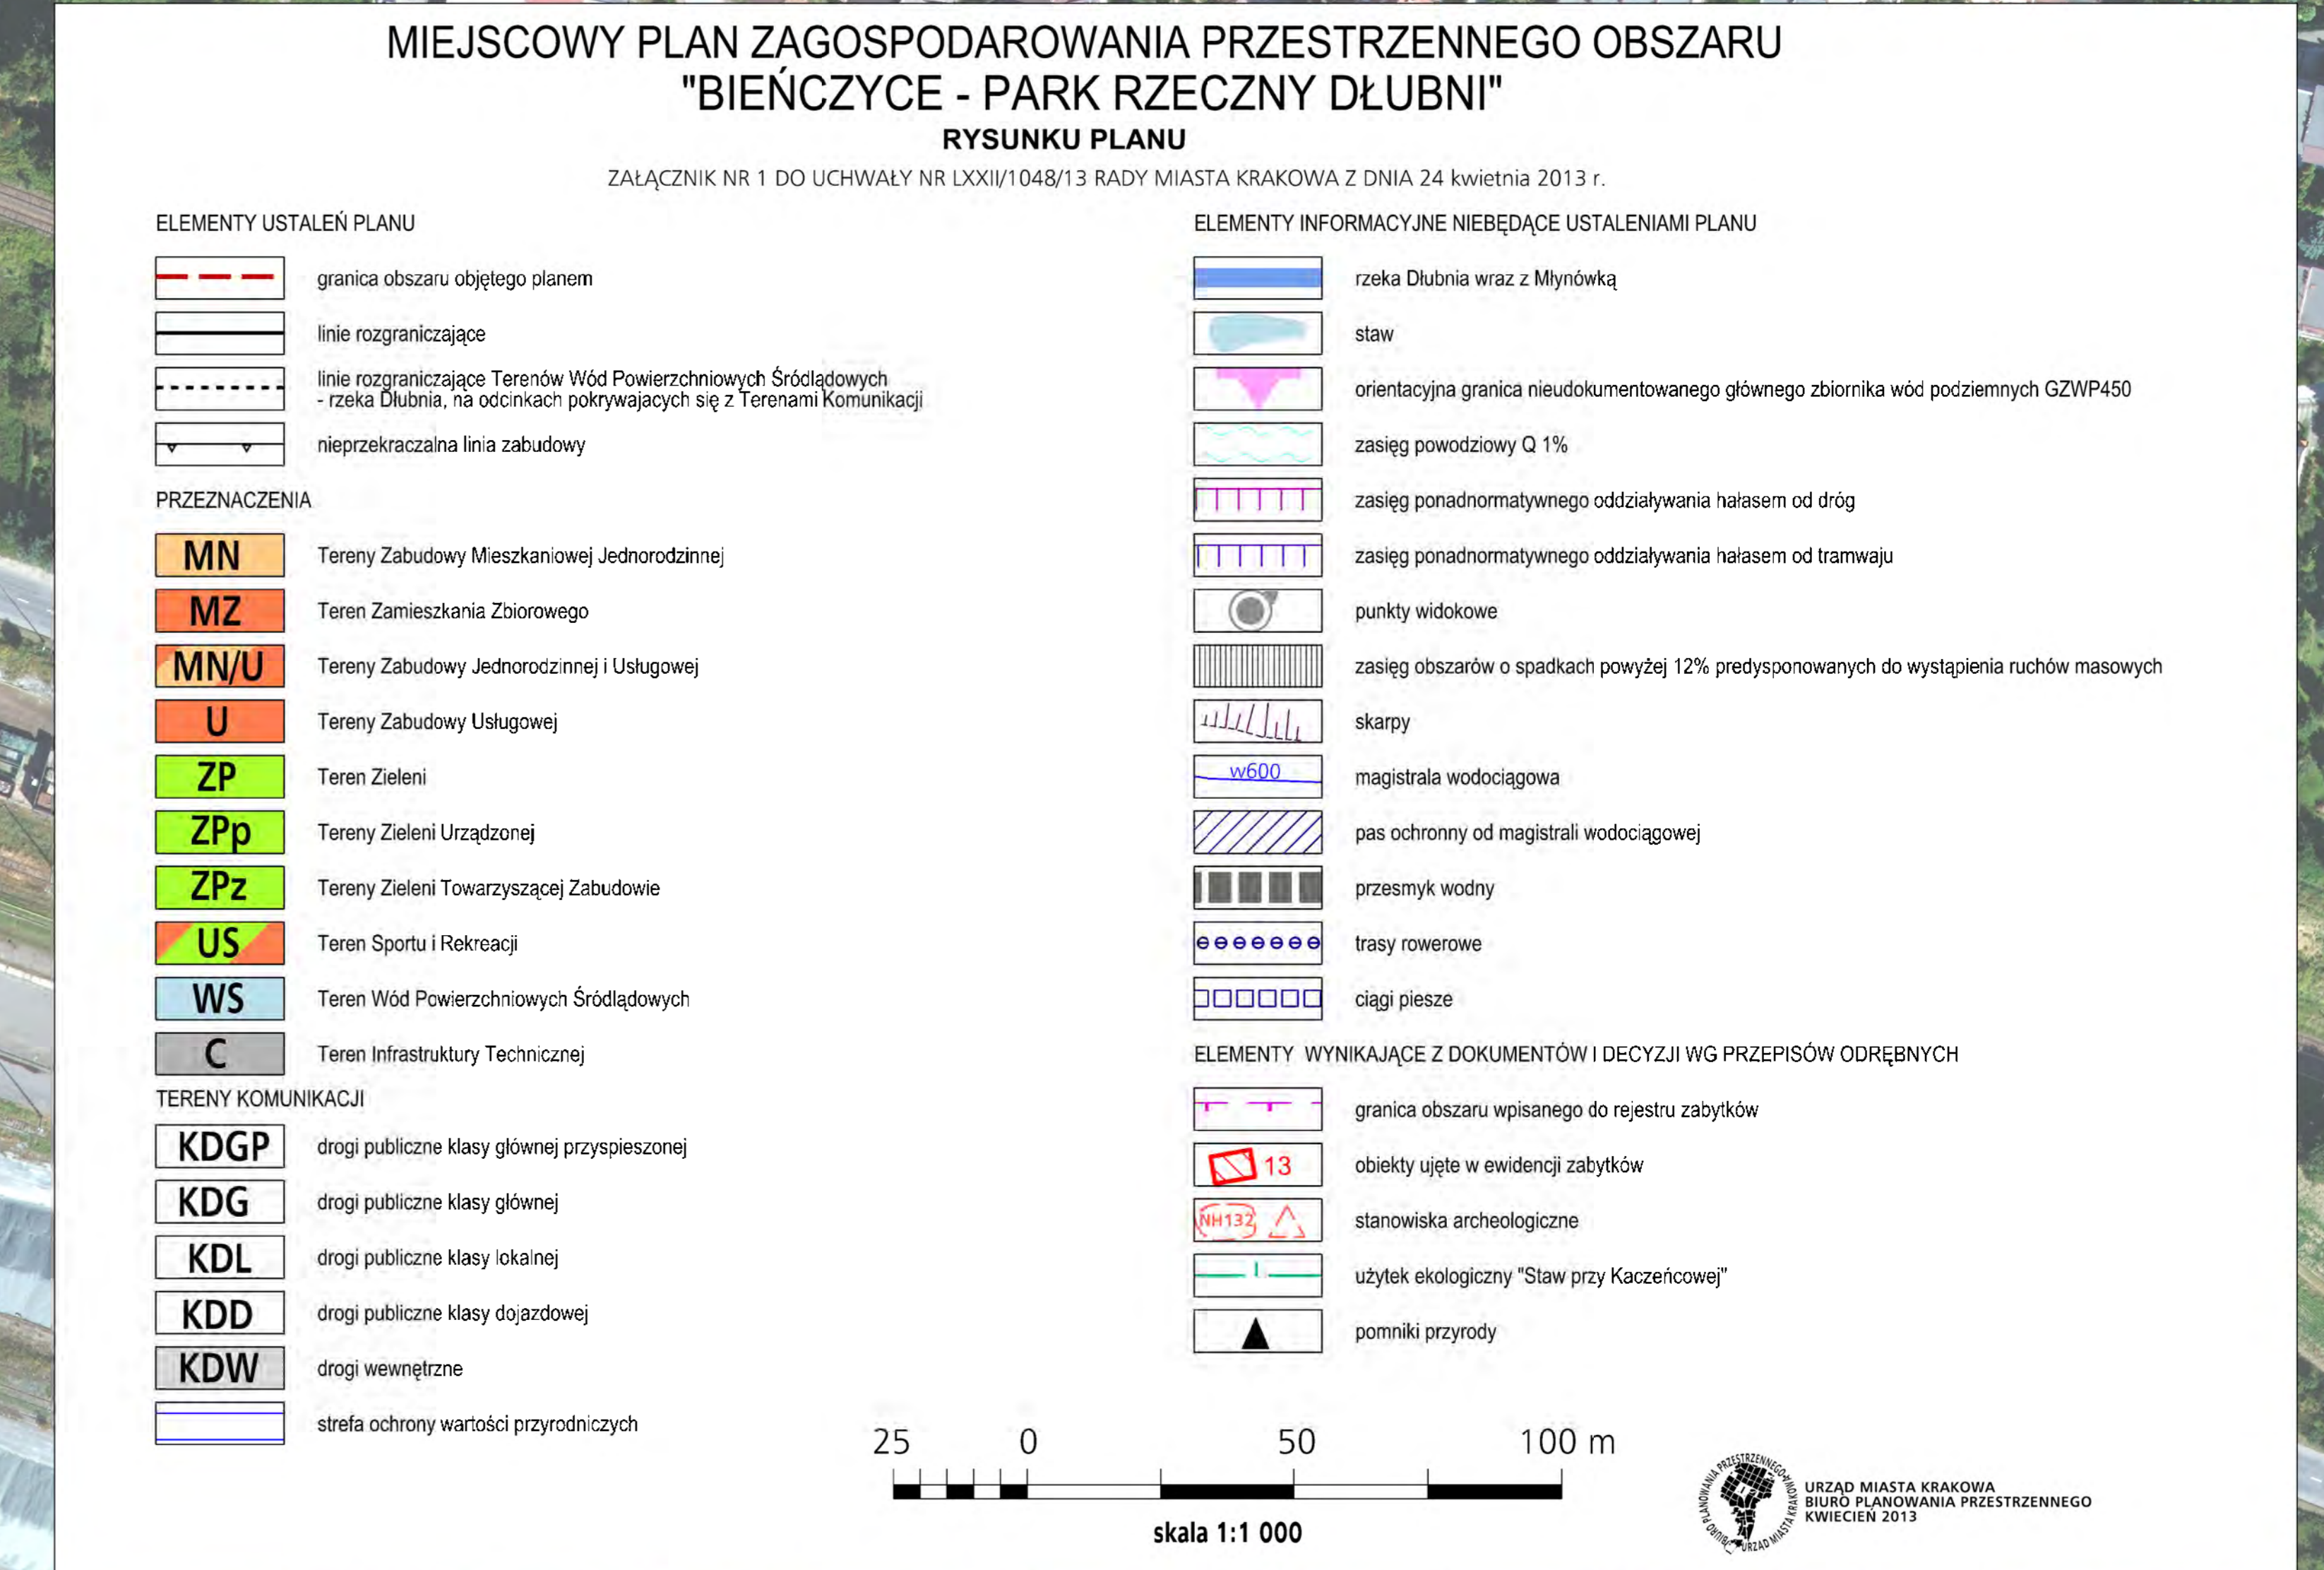 MIEJSCOWY PLAN ZAGOSPODAROWANIA PRZESTRZENNEGO OBSZARU
"BIEŃCZYCE - PARK RZECZNY DŁUBNI"
RYSUNKU PLANU
ZAŁĄCZNIK NR 1 DO UCHWAŁY NR LXXII/1048/13 RADY MIASTA KRAKOWA Z DNIA 24 kwietnia 2013 r.
ELEMENTY USTALEŃ PLANU
granica obszaru objętego planem
linie rozgraniczające
linie rozgraniczające Terenów Wód Powierzchniowych Śródlądowych
- rzeka Dłubnia, na odcinkach pokrywajacych się z Terenami Komunikacji
nieprzekraczalna linia zabudowy
PRZEZNACZENIA
MN Tereny Zabudowy Mieszkaniowej Jednorodzinnej
MZ Teren Zamieszkania Zbiorowego
MN/U Tereny Zabudowy Jednorodzinnej i Usługowej
U Tereny Zabudowy Usługowej
ZP Teren Zieleni
ZPp Tereny Zieleni Urządzonej
ZPz Tereny Zieleni Towarzyszącej Zabudowie
US Teren Sportu i Rekreacji
WS Teren Wód Powierzchniowych Śródlądowych
C Teren Infrastruktury Technicznej
TERENY KOMUNIKACJI
KDGP drogi publiczne klasy głównej przyspieszonej
KDG drogi publiczne klasy głównej
KDL drogi publiczne klasy lokalnej
KDD drogi publiczne klasy dojazdowej
KDW drogi wewnętrzne
strefa ochrony wartości przyrodniczych
ELEMENTY INFORMACYJNE NIEBĘDĄCE USTALENIAMI PLANU
rzeka Dłubnia wraz z Młynówką
staw
orientacyjna granica nieudokumentowanego głównego zbiornika wód podziemnych GZWP450
zasięg powodziowy Q 1%
zasięg ponadnormatywnego oddziaływania hałasem od dróg
zasięg ponadnormatywnego oddziaływania hałasem od tramwaju
punkty widokowe
zasięg obszarów o spadkach powyżej 12% predysponowanych do wystąpienia ruchów masowych
skarpy
w600 magistrala wodociągowa
pas ochronny od magistrali wodociągowej
przesmyk wodny
trasy rowerowe
ciągi piesze
ELEMENTY WYNIKAJĄCE Z DOKUMENTÓW I DECYZJI WG PRZEPISÓW ODRĘBNYCH
granica obszaru wpisanego do rejestru zabytków
13 obiekty ujęte w ewidencji zabytków
NH132 stanowiska archeologiczne
użytek ekologiczny "Staw przy Kaczeńcowej"
pomniki przyrody
25 0 50 100 m
skala 1:1 000
BIURO PLANOWANIA PRZESTRZENNEGO URZĄD MIASTA KRAKOWA
URZĄD MIASTA KRAKOWA
BIURO PLANOWANIA PRZESTRZENNEGO
KWIECIEŃ 2013